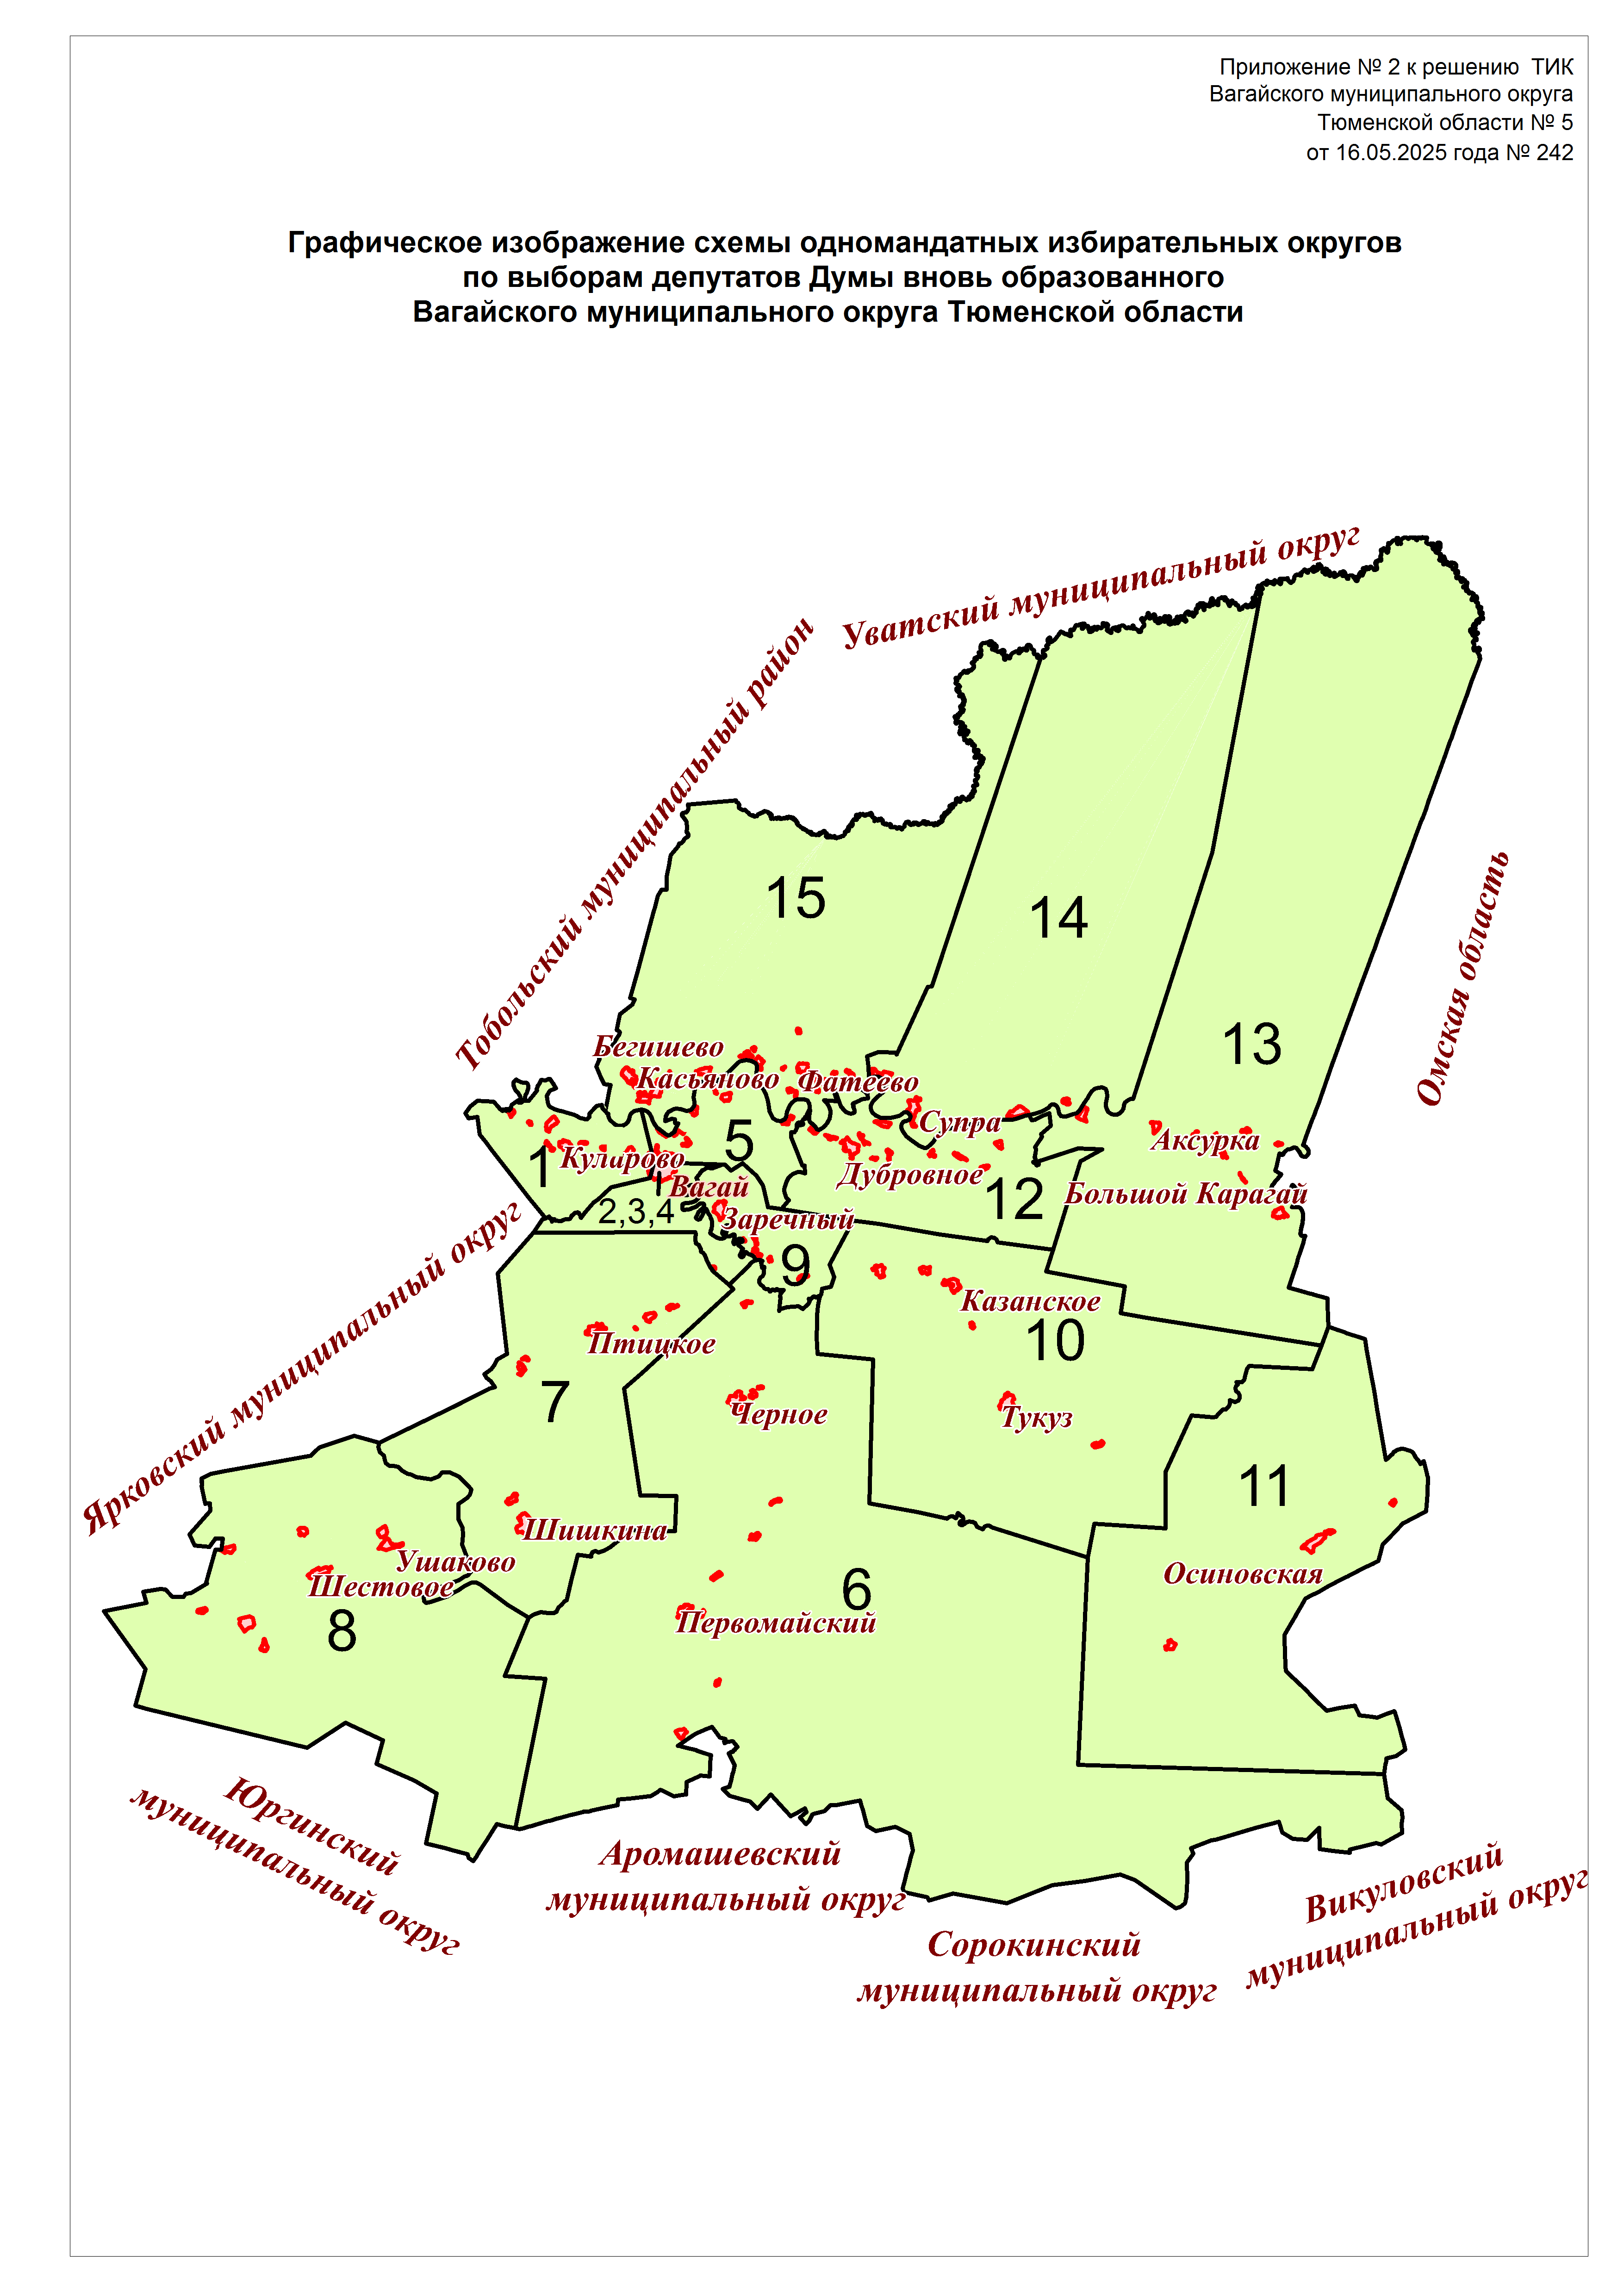 Приложение № 2 к решению ТИК
Вагайского муниципального округа
Тюменской области № 5
от 16.05.2025 года № 242
Графическое изображение схемы одномандатных избирательных округов
по выборам депутатов Думы вновь образованного
Вагайского муниципального округа Тюменской области
Уватский муниципальный округ
Тобольский муниципальный район
15
14
Омская область
13
Бегишево
Касьяново
Фатеево
Супра
5
Аксурка
1
Кулирово
Дубровное
Вагай
12
Большой Карагай
2,3,4
Заречный
9
Ярковский муниципальный округ
Казанское
10
Птицкое
7
Черное
Тукуз
11
Шишкина
Ушаково
Шестовое
Осиновская
6
8
Первомайский
Юргинский
муниципальный округ
Аромашевский
муниципальный округ
Сорокинский
муниципальный округ
Викуловский
муниципальный округ